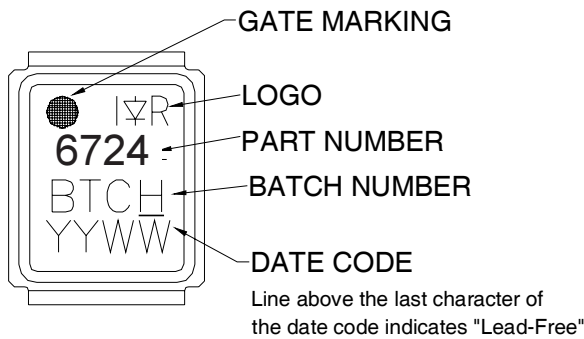 GATE MARKING
I R
LOGO
6724
PART NUMBER
BTCH
BATCH NUMBER
YYWW
DATE CODE
Line above the last character of
the date code indicates "Lead-Free"